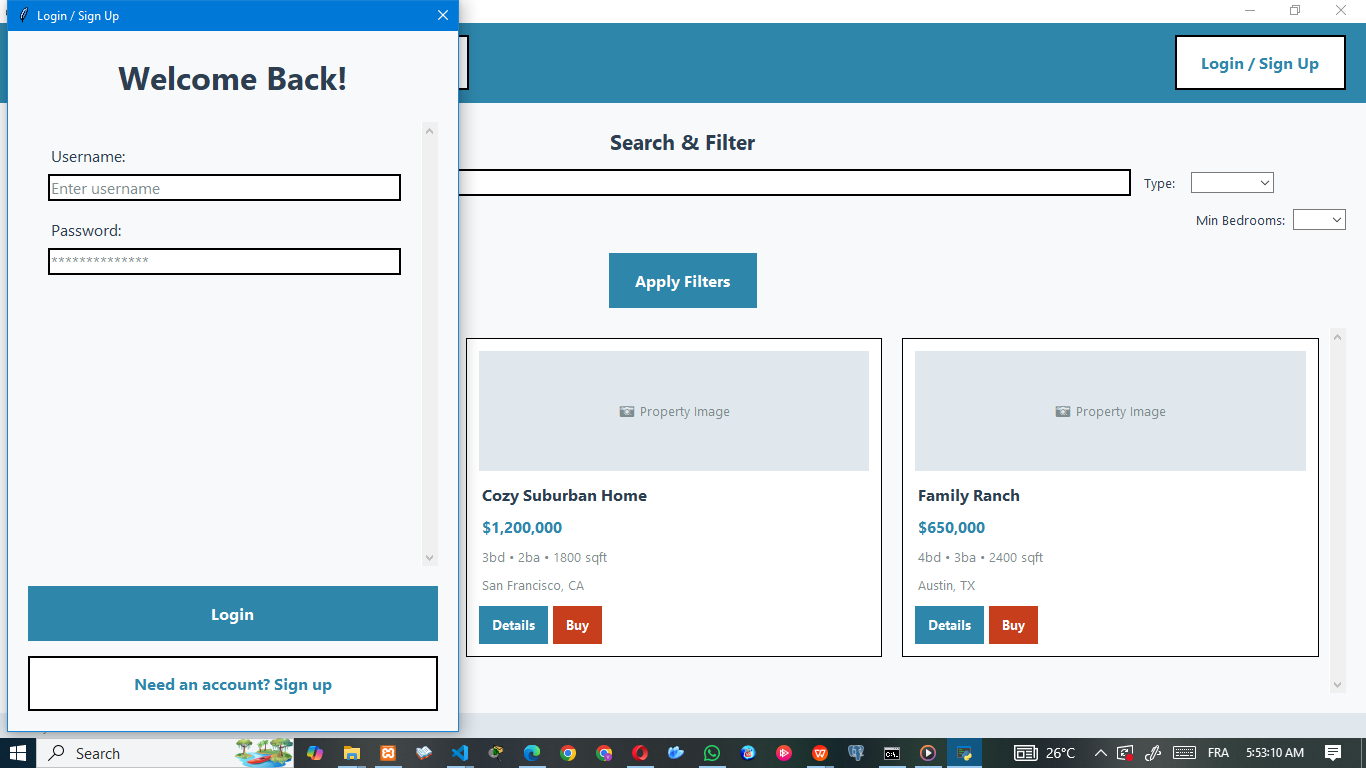 Login / Sign Up
Welcome Back!
Username:
Enter username
Password:
**************
Login
Need an account? Sign up
Login / Sign Up
Search & Filter
Type:
Min Bedrooms:
Apply Filters
Property Image
Cozy Suburban Home
$1,200,000
3bd • 2ba • 1800 sqft
San Francisco, CA
Details
Buy
Property Image
Family Ranch
$650,000
4bd • 3ba • 2400 sqft
Austin, TX
Details
Buy
Search
26°C
FRA
5:53:10 AM